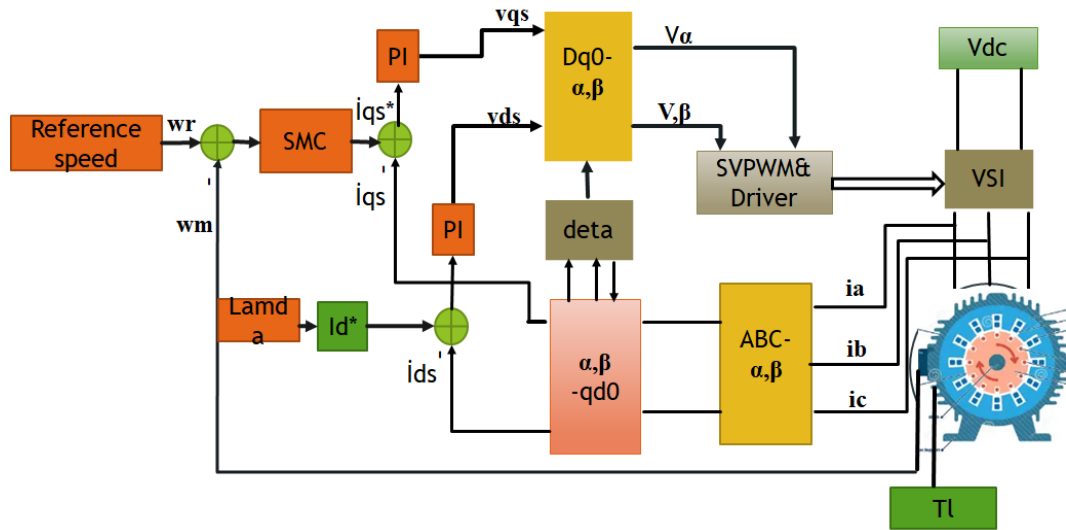 vqs
Vα
Vdc
PI
Dq0-
α,β
İqs*
vds
V,β
Reference
speed
wr
SMC
-
-
İqs
SVPWM&
Driver
VSI
wm
PI
deta
ia
Lamd
a
Id*
-
İds
α,β
-qd0
ABC-
α,β
ib
ic
Tl